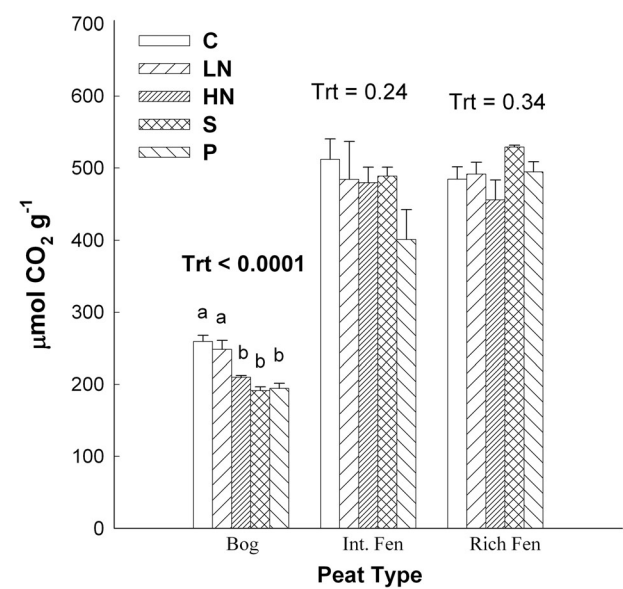 700
600
500
400
300
200
100
0
μmol CO₂ g⁻¹
C
LN
HN
S
P
Trt < 0.0001
a a b b b
Trt = 0.24
Trt = 0.34
Bog Int. Fen Rich Fen
Peat Type